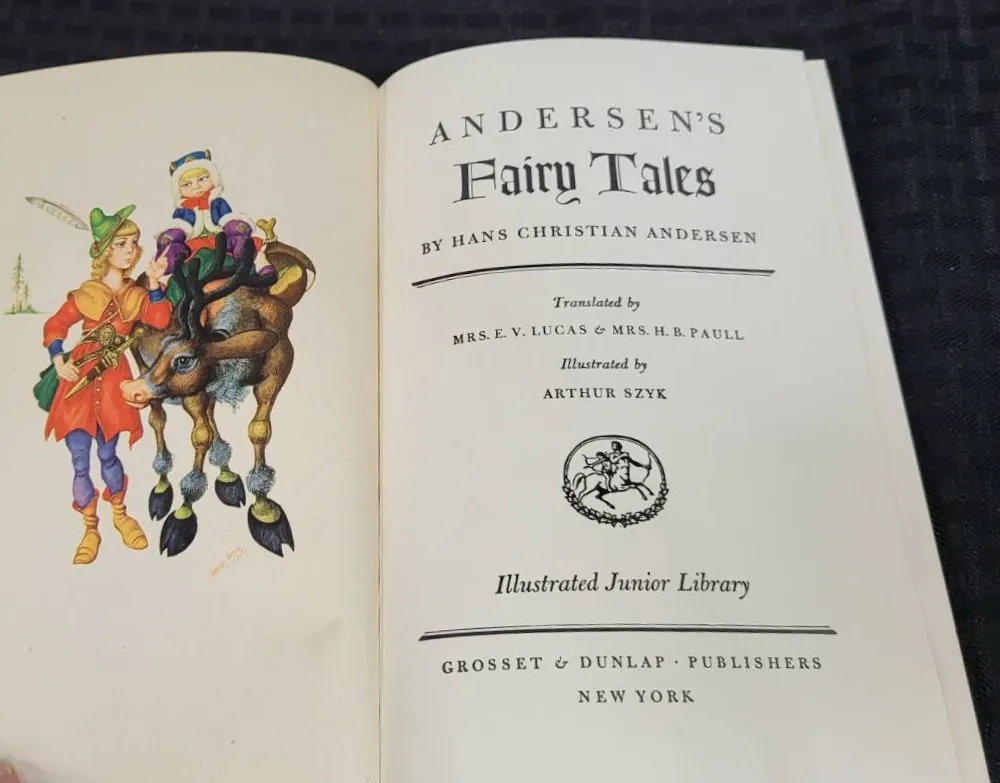 ANDERSEN'S
Fairy Tales
BY HANS CHRISTIAN ANDERSEN
Translated by
MRS. E. V. LUCAS & MRS. H. B. PAULL
Illustrated by
ARTHUR SZYK
Illustrated Junior Library
GROSSET & DUNLAP · PUBLISHERS
NEW YORK